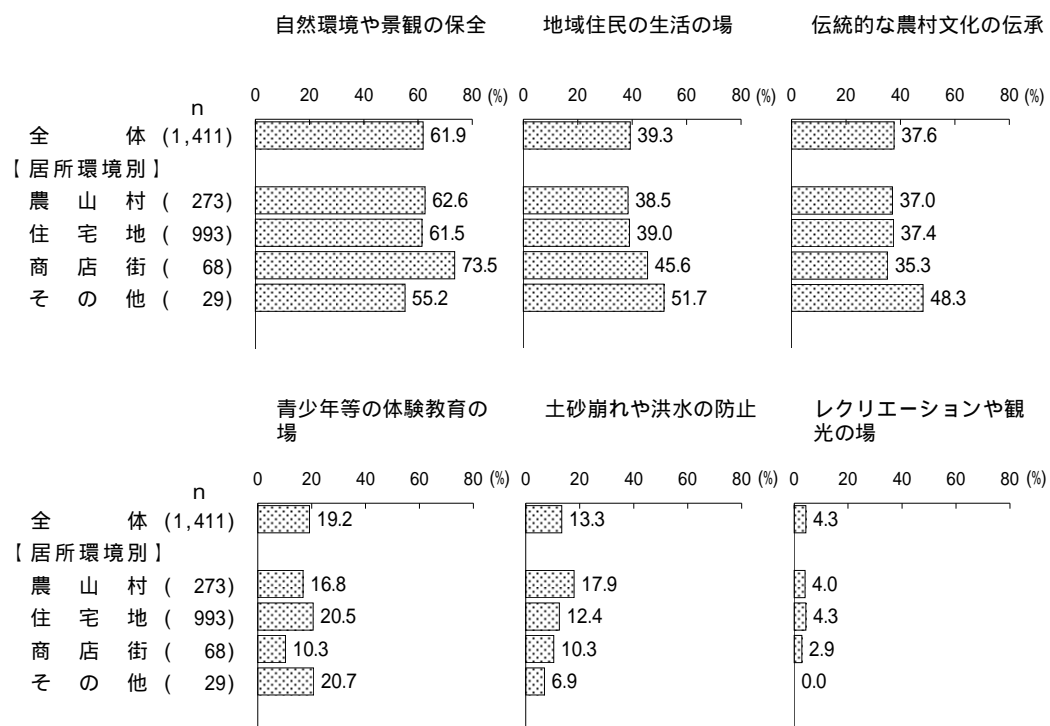 自然環境や景観の保全 地域住民の生活の場 伝統的な農村文化の伝承
n 0 20 40 60 80 (%) 0 20 40 60 80 (%) 0 20 40 60 80 (%)
全体 (1,411) 61.9 39.3 37.6
【居所環境別】
農山村 ( 273) 62.6 38.5 37.0
住宅地 ( 993) 61.5 39.0 37.4
商店街 ( 68) 73.5 45.6 35.3
その他 ( 29) 55.2 51.7 48.3
青少年等の体験教育の 土砂崩れや洪水の防止 レクリエーションや観
場 光の場
n 0 20 40 60 80 (%) 0 20 40 60 80 (%) 0 20 40 60 80 (%)
全体 (1,411) 19.2 13.3 4.3
【居所環境別】
農山村 ( 273) 16.8 17.9 4.0
住宅地 ( 993) 20.5 12.4 4.3
商店街 ( 68) 10.3 10.3 2.9
その他 ( 29) 20.7 6.9 0.0